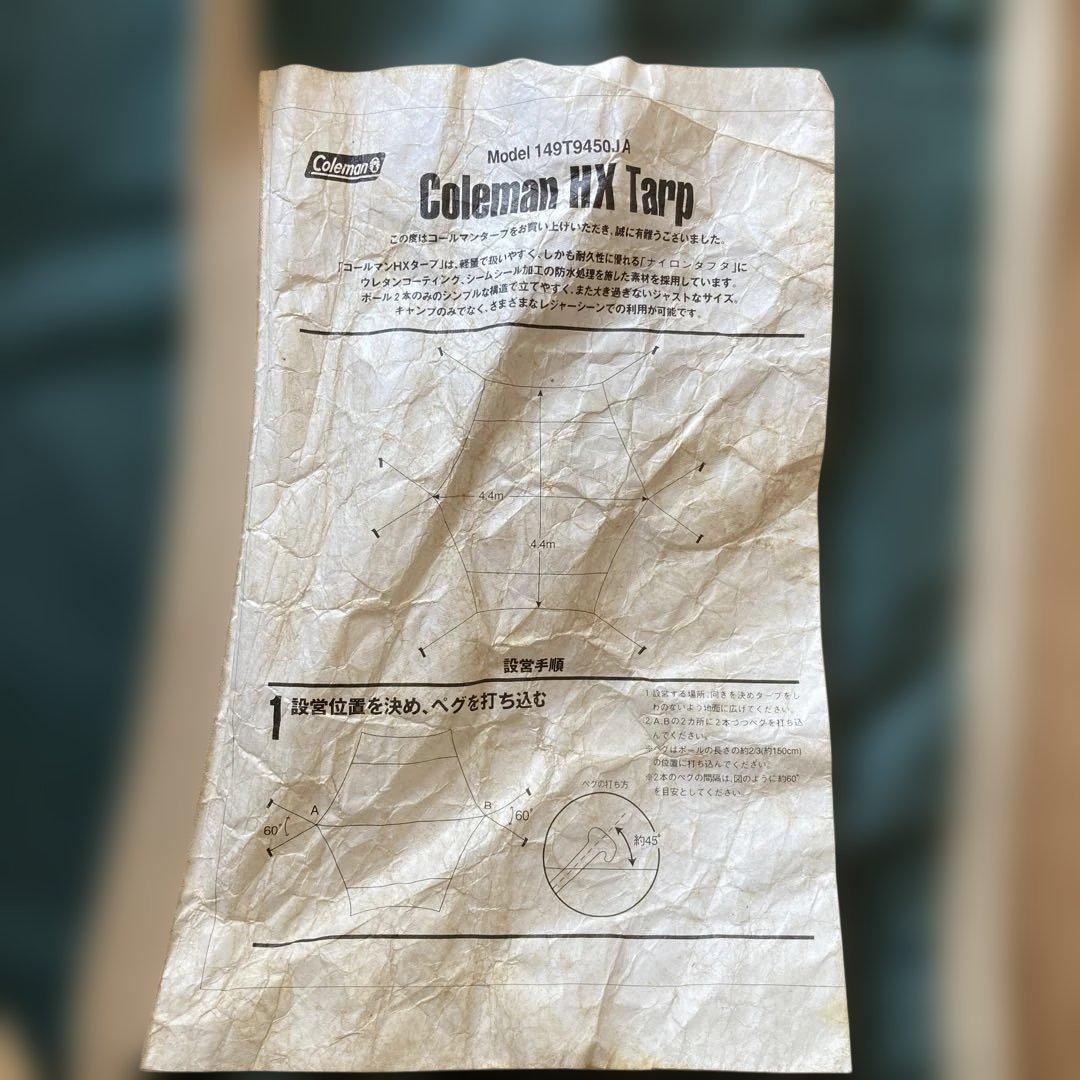 Coleman
Model 149T9450JA
Coleman HX Tarp
この度はコールマンタープをお買い上げいただき、誠に有難うございました。
「コールマンHXタープ」は、軽量で扱いやすく、しかも耐久性に優れる「ナイロンタフタ」に
ウレタンコーティング、シームシール加工の防水処理を施した素材を採用しています。
ポール2本のみのシンプルな構造で立てやすく、また大き過ぎないジャストなサイズ。
キャンプのみでなく、さまざまなレジャーシーンでの利用が可能です。
4.4m
4.4m
設営手順
1 設営位置を決め、ペグを打ち込む
1.設営する場所、向きを決めタープをし
わのないよう地面に広げてください。
2.A,Bの2カ所に2本づつペグを打ち込
んでください。
※ペグはポールの長さの約2/3(約150cm)
の位置に打ち込んでください。
※2本のペグの間隔は、図のように約60°
を目安としてください。
A
B
60°
60°
ペグの打ち方
約45°